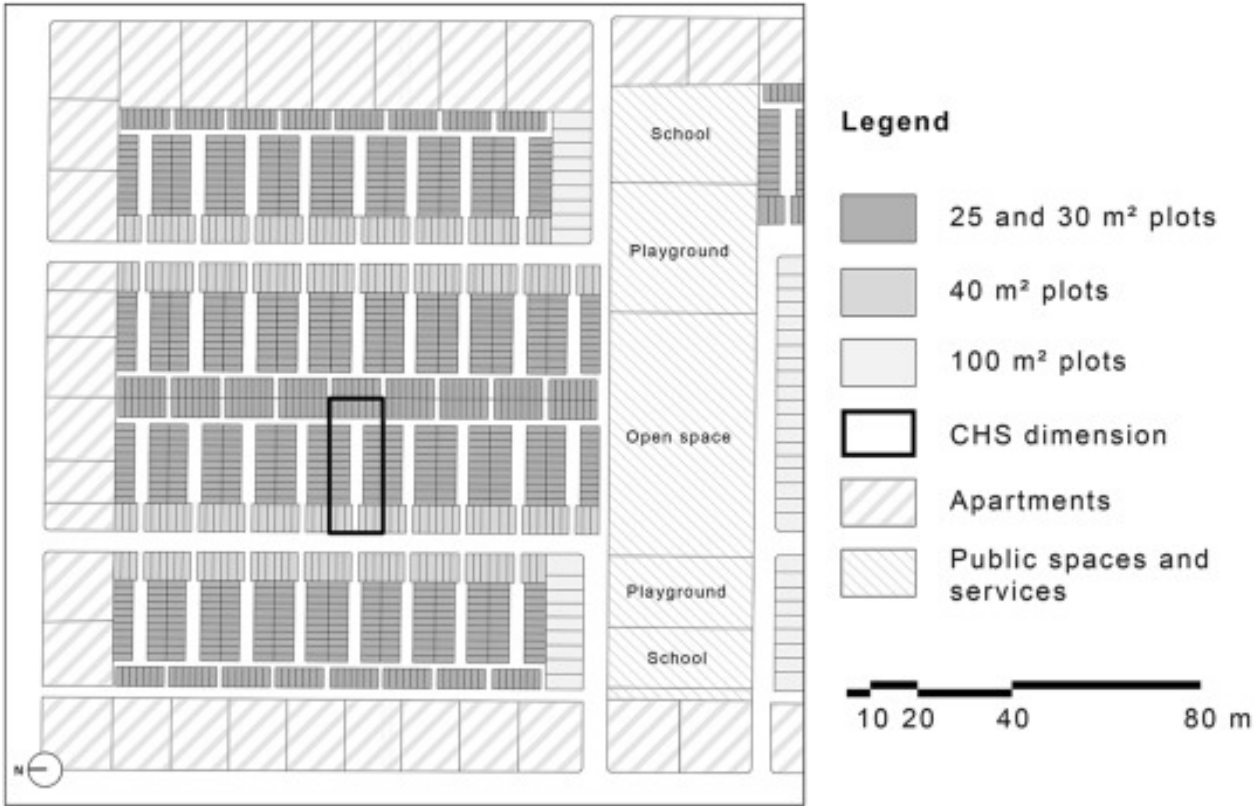 School
Playground
Open space
Playground
School
N
Legend
25 and 30 m² plots
40 m² plots
100 m² plots
CHS dimension
Apartments
Public spaces and
services
10 20 40 80 m